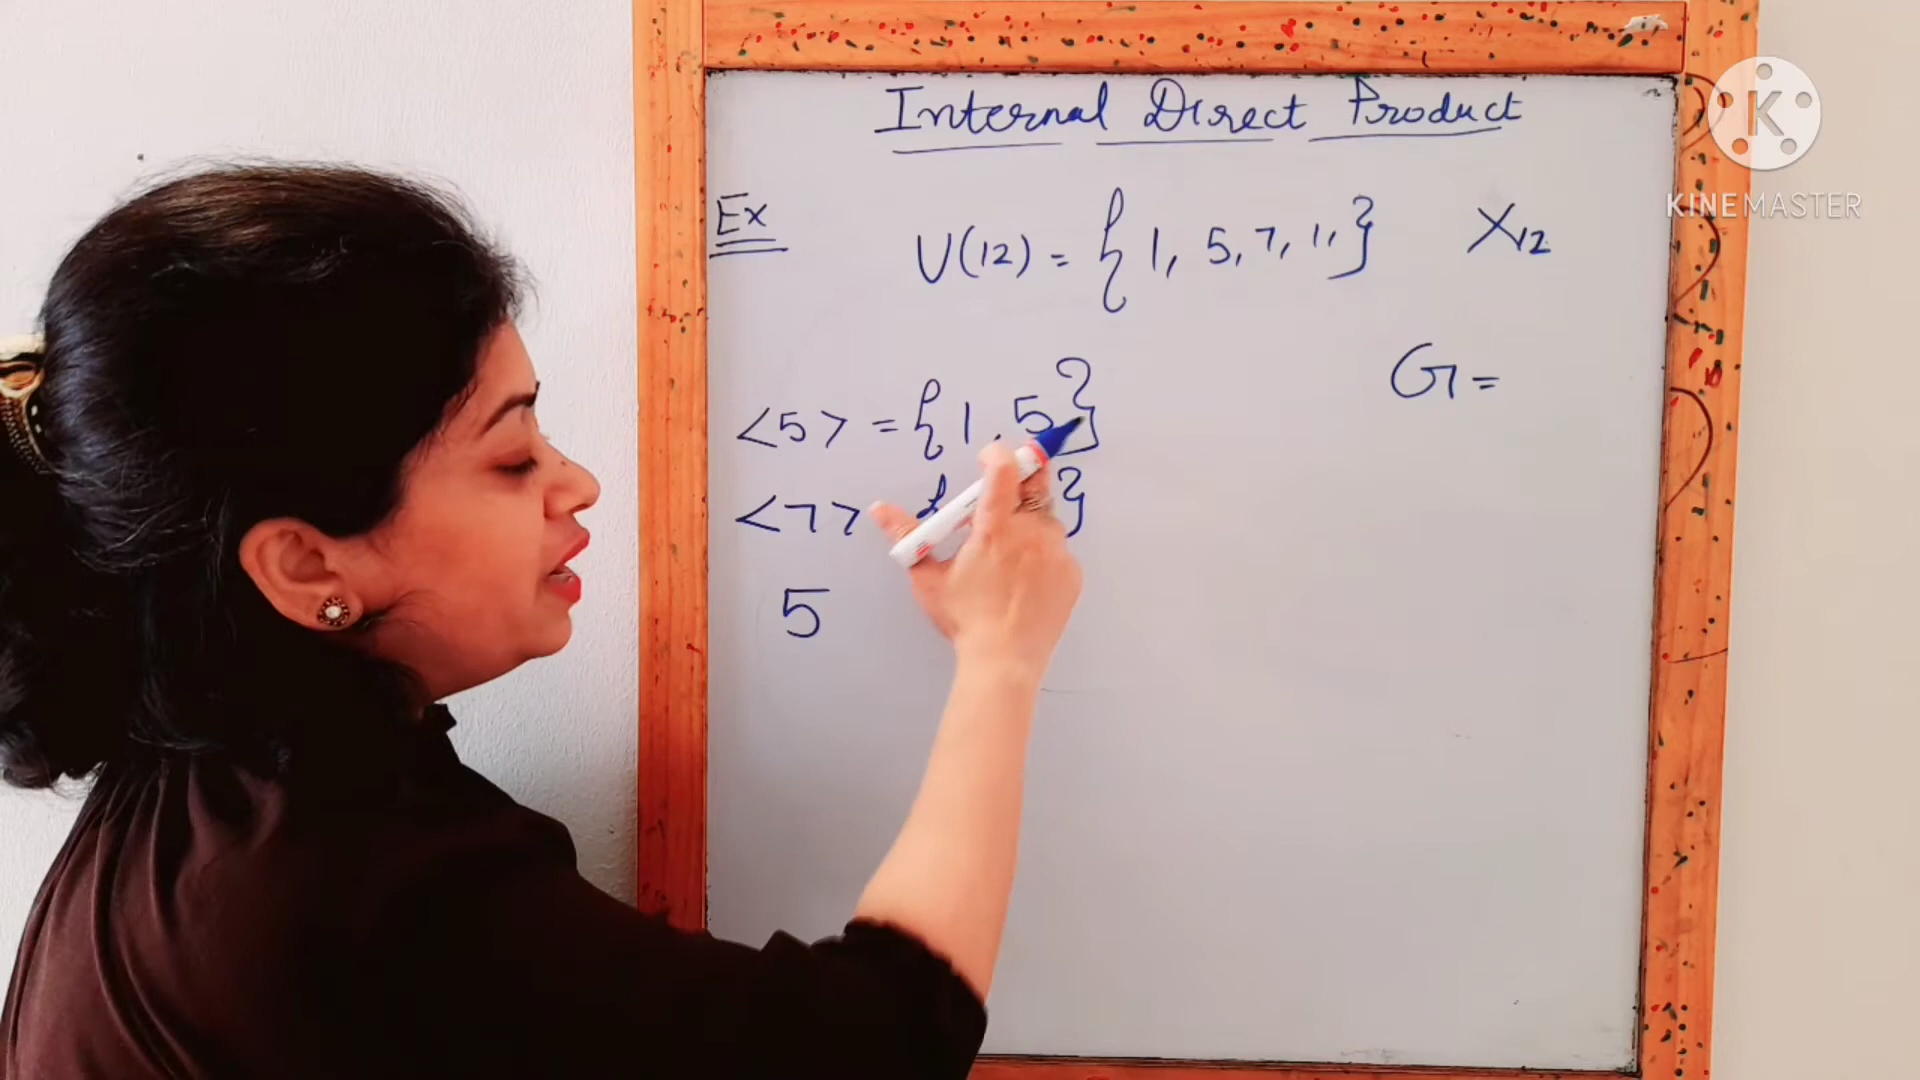 Internal Direct Product
Ex
U(12) = {1, 5, 7, 11} X12
G =
<5> = {1, 5}
<7> { }
5
K
KINEMASTER